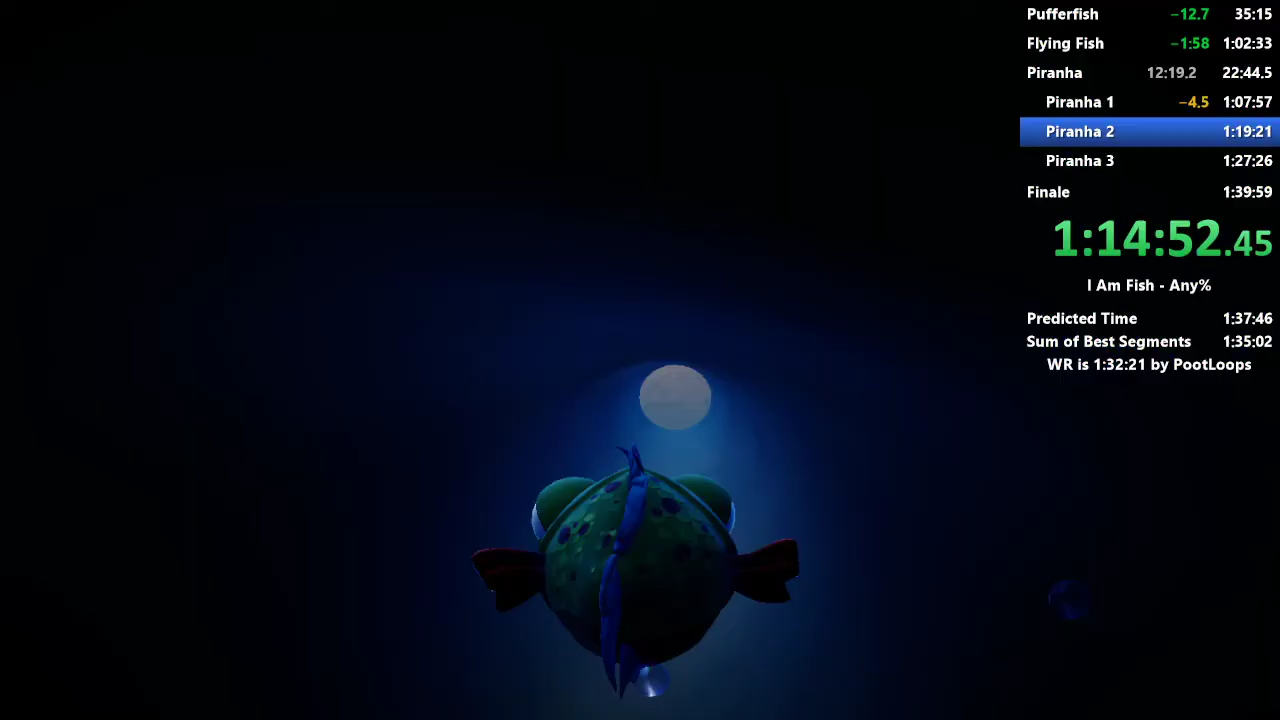 Pufferfish −12.7 35:15
Flying Fish −1:58 1:02:33
Piranha 12:19.2 22:44.5
Piranha 1 −4.5 1:07:57
Piranha 2 1:19:21
Piranha 3 1:27:26
Finale 1:39:59
1:14:52.45
I Am Fish - Any%
Predicted Time 1:37:46
Sum of Best Segments 1:35:02
WR is 1:32:21 by PootLoops